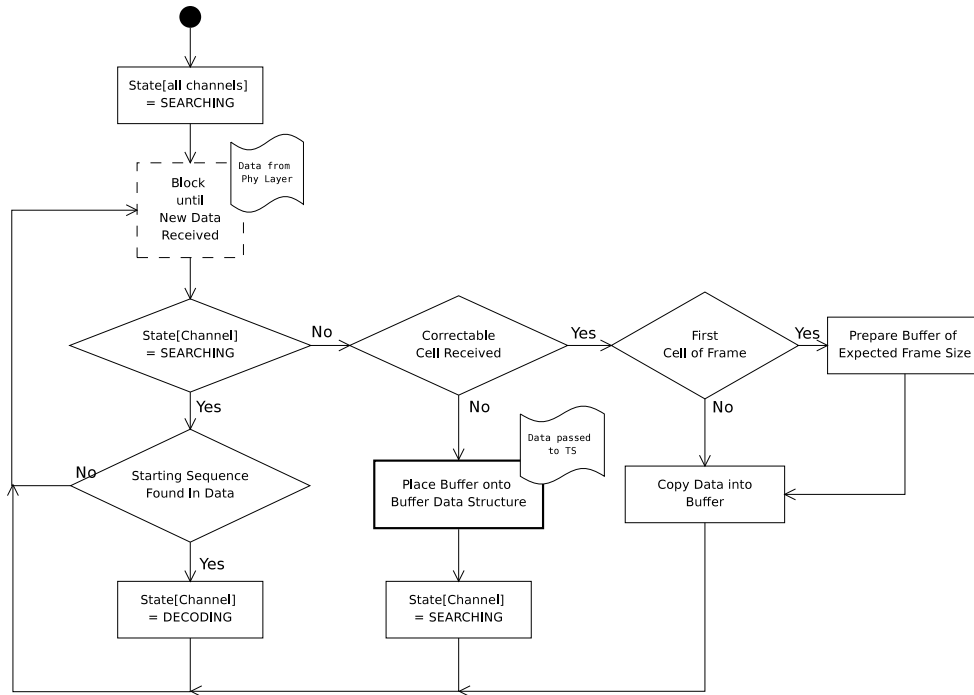 State[all channels]
= SEARCHING
Data from
Phy Layer
Block
until
New Data
Received
State[Channel]
= SEARCHING
No
Correctable
Cell Received
Yes
First
Cell of Frame
Yes
Prepare Buffer of
Expected Frame Size
Yes
No
No
Data passed
to TS
No
Starting Sequence
Found In Data
Place Buffer onto
Buffer Data Structure
Copy Data into
Buffer
Yes
State[Channel]
= DECODING
State[Channel]
= SEARCHING